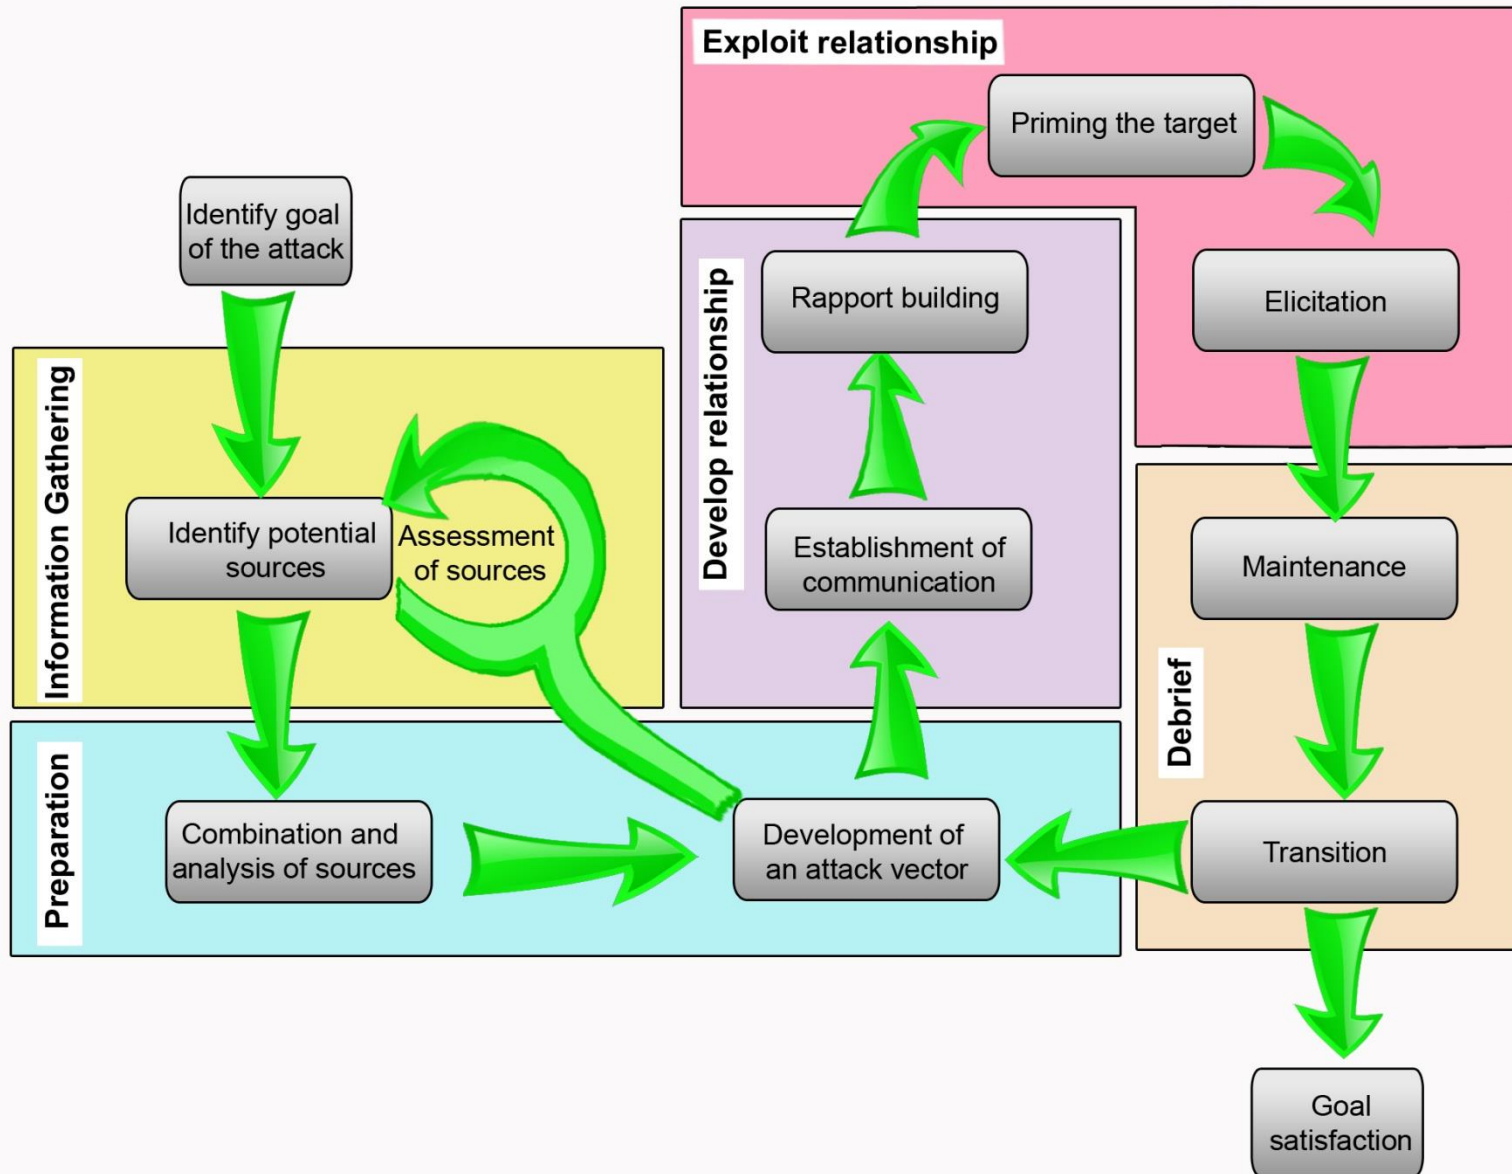 Exploit relationship
Priming the target
Identify goal
of the attack
Develop relationship
Rapport building
Elicitation
Information Gathering
Identify potential
sources
Assessment
of sources
Establishment of
communication
Maintenance
Debrief
Preparation
Combination and
analysis of sources
Development of
an attack vector
Transition
Goal
satisfaction